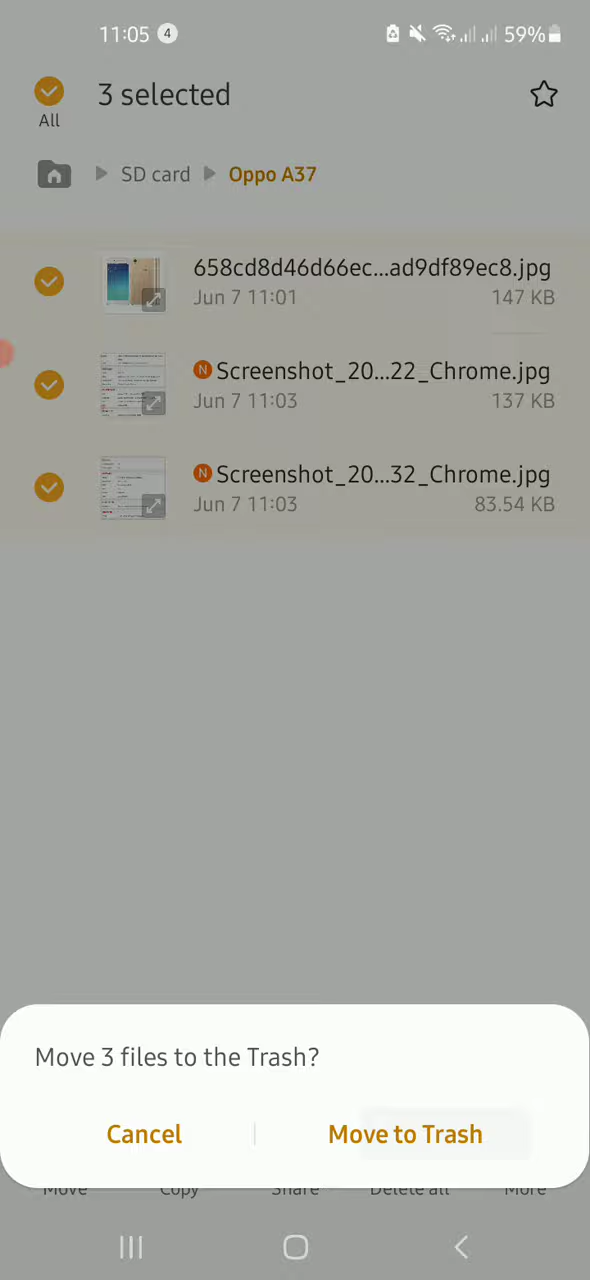 11:05 4 59%
3 selected
All
SD card Oppo A37
658cd8d46d66ec...ad9df89ec8.jpg
Jun 7 11:01 147 KB
N Screenshot_20...22_Chrome.jpg
Jun 7 11:03 137 KB
N Screenshot_20...32_Chrome.jpg
Jun 7 11:03 83.54 KB
Move 3 files to the Trash?
Cancel Move to Trash
Move Copy Share Delete all More